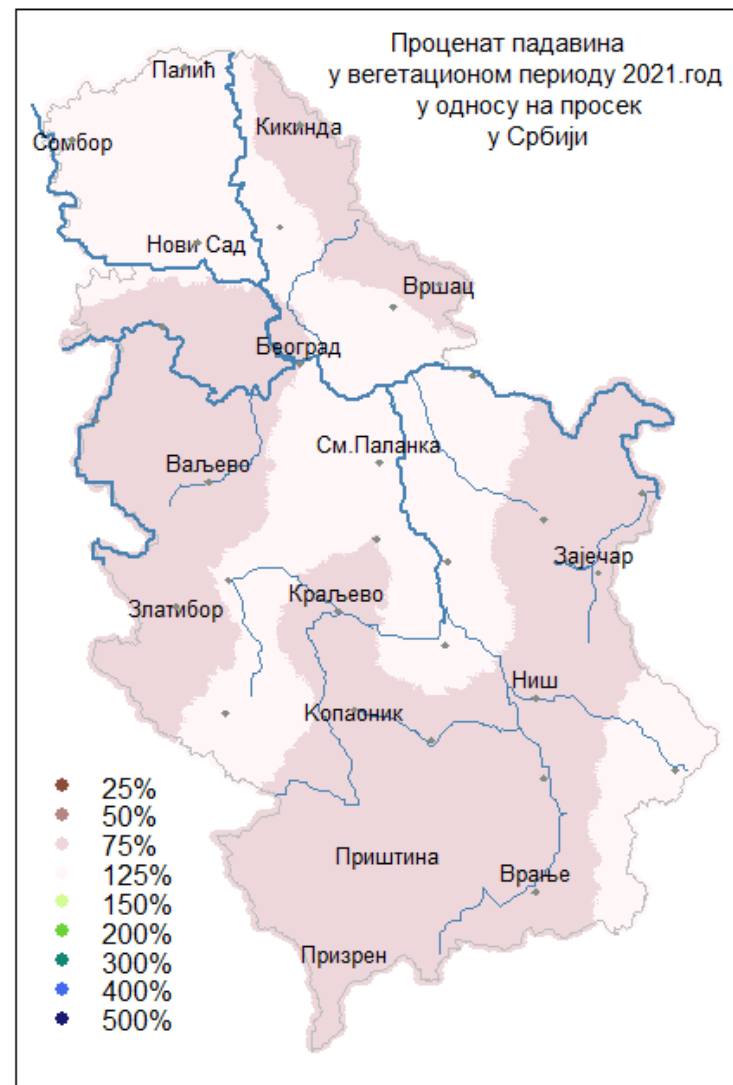 Проценат падавина
у вегетационом периоду 2021.год
у односу на просек
у Србији
Палић
Кикинда
Сомбор
Нови Сад
Вршац
Београд
См.Паланка
Ваљево
Зајечар
Краљево
Златибор
Ниш
Копаоник
Приштина
Врање
Призрен
25%
50%
75%
125%
150%
200%
300%
400%
500%